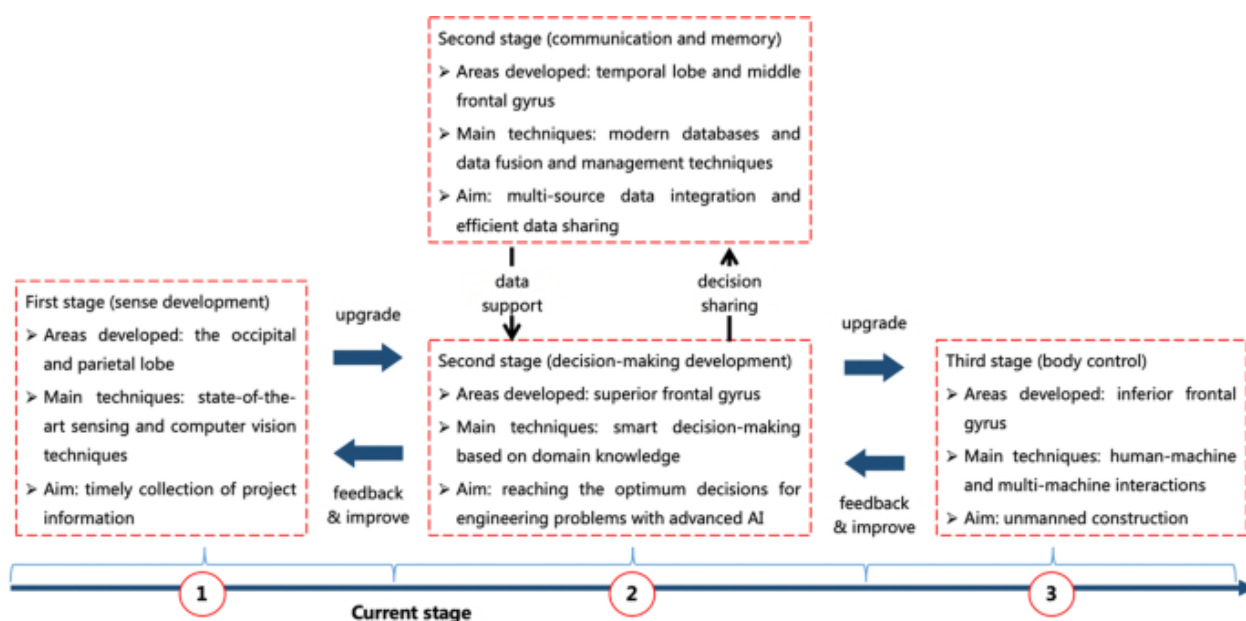 Second stage (communication and memory)
➢ Areas developed: temporal lobe and middle
frontal gyrus
➢ Main techniques: modern databases and
data fusion and management techniques
➢ Aim: multi-source data integration and
efficient data sharing
data
support
decision
sharing
First stage (sense development)
➢ Areas developed: the occipital
and parietal lobe
➢ Main techniques: state-of-the-
art sensing and computer vision
techniques
➢ Aim: timely collection of project
information
upgrade
feedback
& improve
Second stage (decision-making development)
➢ Areas developed: superior frontal gyrus
➢ Main techniques: smart decision-making
based on domain knowledge
➢ Aim: reaching the optimum decisions for
engineering problems with advanced AI
upgrade
feedback
& improve
Third stage (body control)
➢ Areas developed: inferior frontal
gyrus
➢ Main techniques: human-machine
and multi-machine interactions
➢ Aim: unmanned construction
1
2
3
Current stage